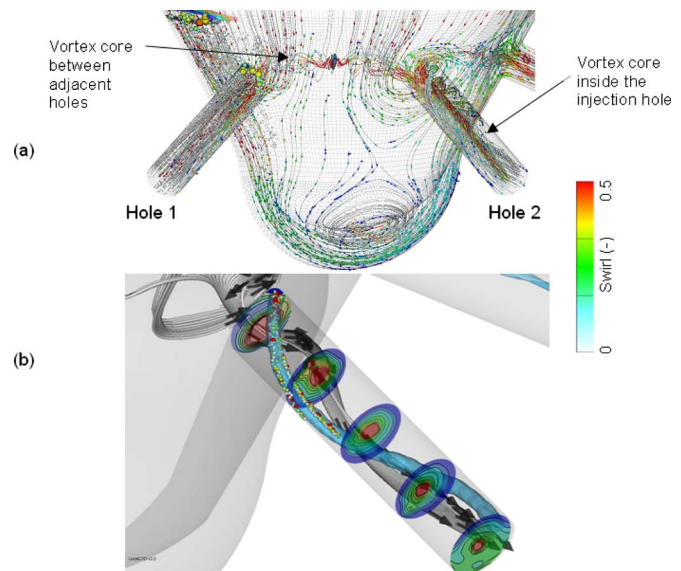 Vortex core
between
adjacent
holes
Vortex core
inside the
injection hole
(a)
Hole 1
Hole 2
0.5
Swirl (-)
0
(b)